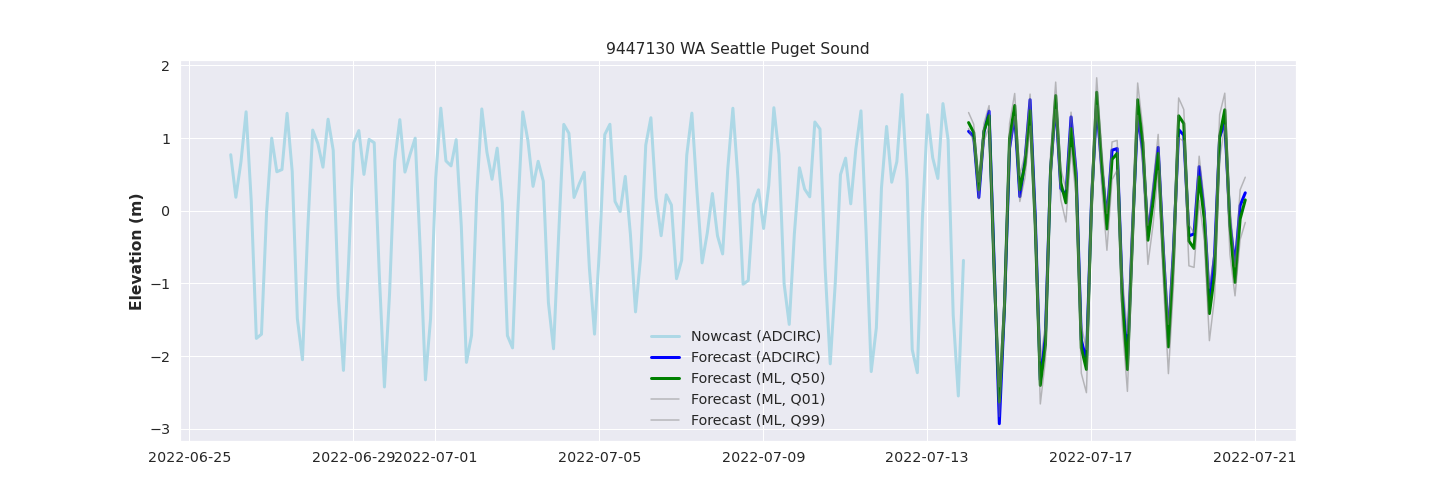 9447130 WA Seattle Puget Sound
Elevation (m)
2
1
0
−1
−2
−3
Nowcast (ADCIRC)
Forecast (ADCIRC)
Forecast (ML, Q50)
Forecast (ML, Q01)
Forecast (ML, Q99)
2022-06-25 2022-06-29 2022-07-01 2022-07-05 2022-07-09 2022-07-13 2022-07-17 2022-07-21